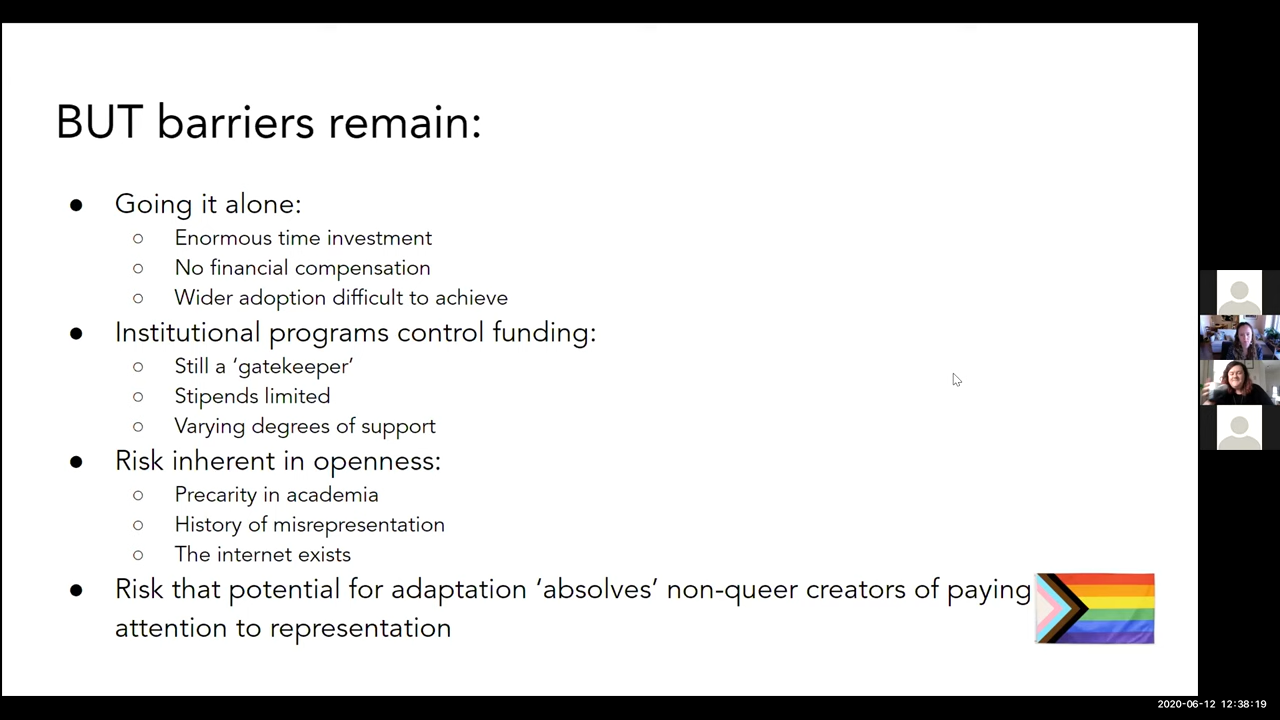 BUT barriers remain:
● Going it alone:
○ Enormous time investment
○ No financial compensation
○ Wider adoption difficult to achieve
● Institutional programs control funding:
○ Still a ‘gatekeeper’
○ Stipends limited
○ Varying degrees of support
● Risk inherent in openness:
○ Precarity in academia
○ History of misrepresentation
○ The internet exists
● Risk that potential for adaptation ‘absolves’ non-queer creators of paying
attention to representation
2020-06-12 12:38:19